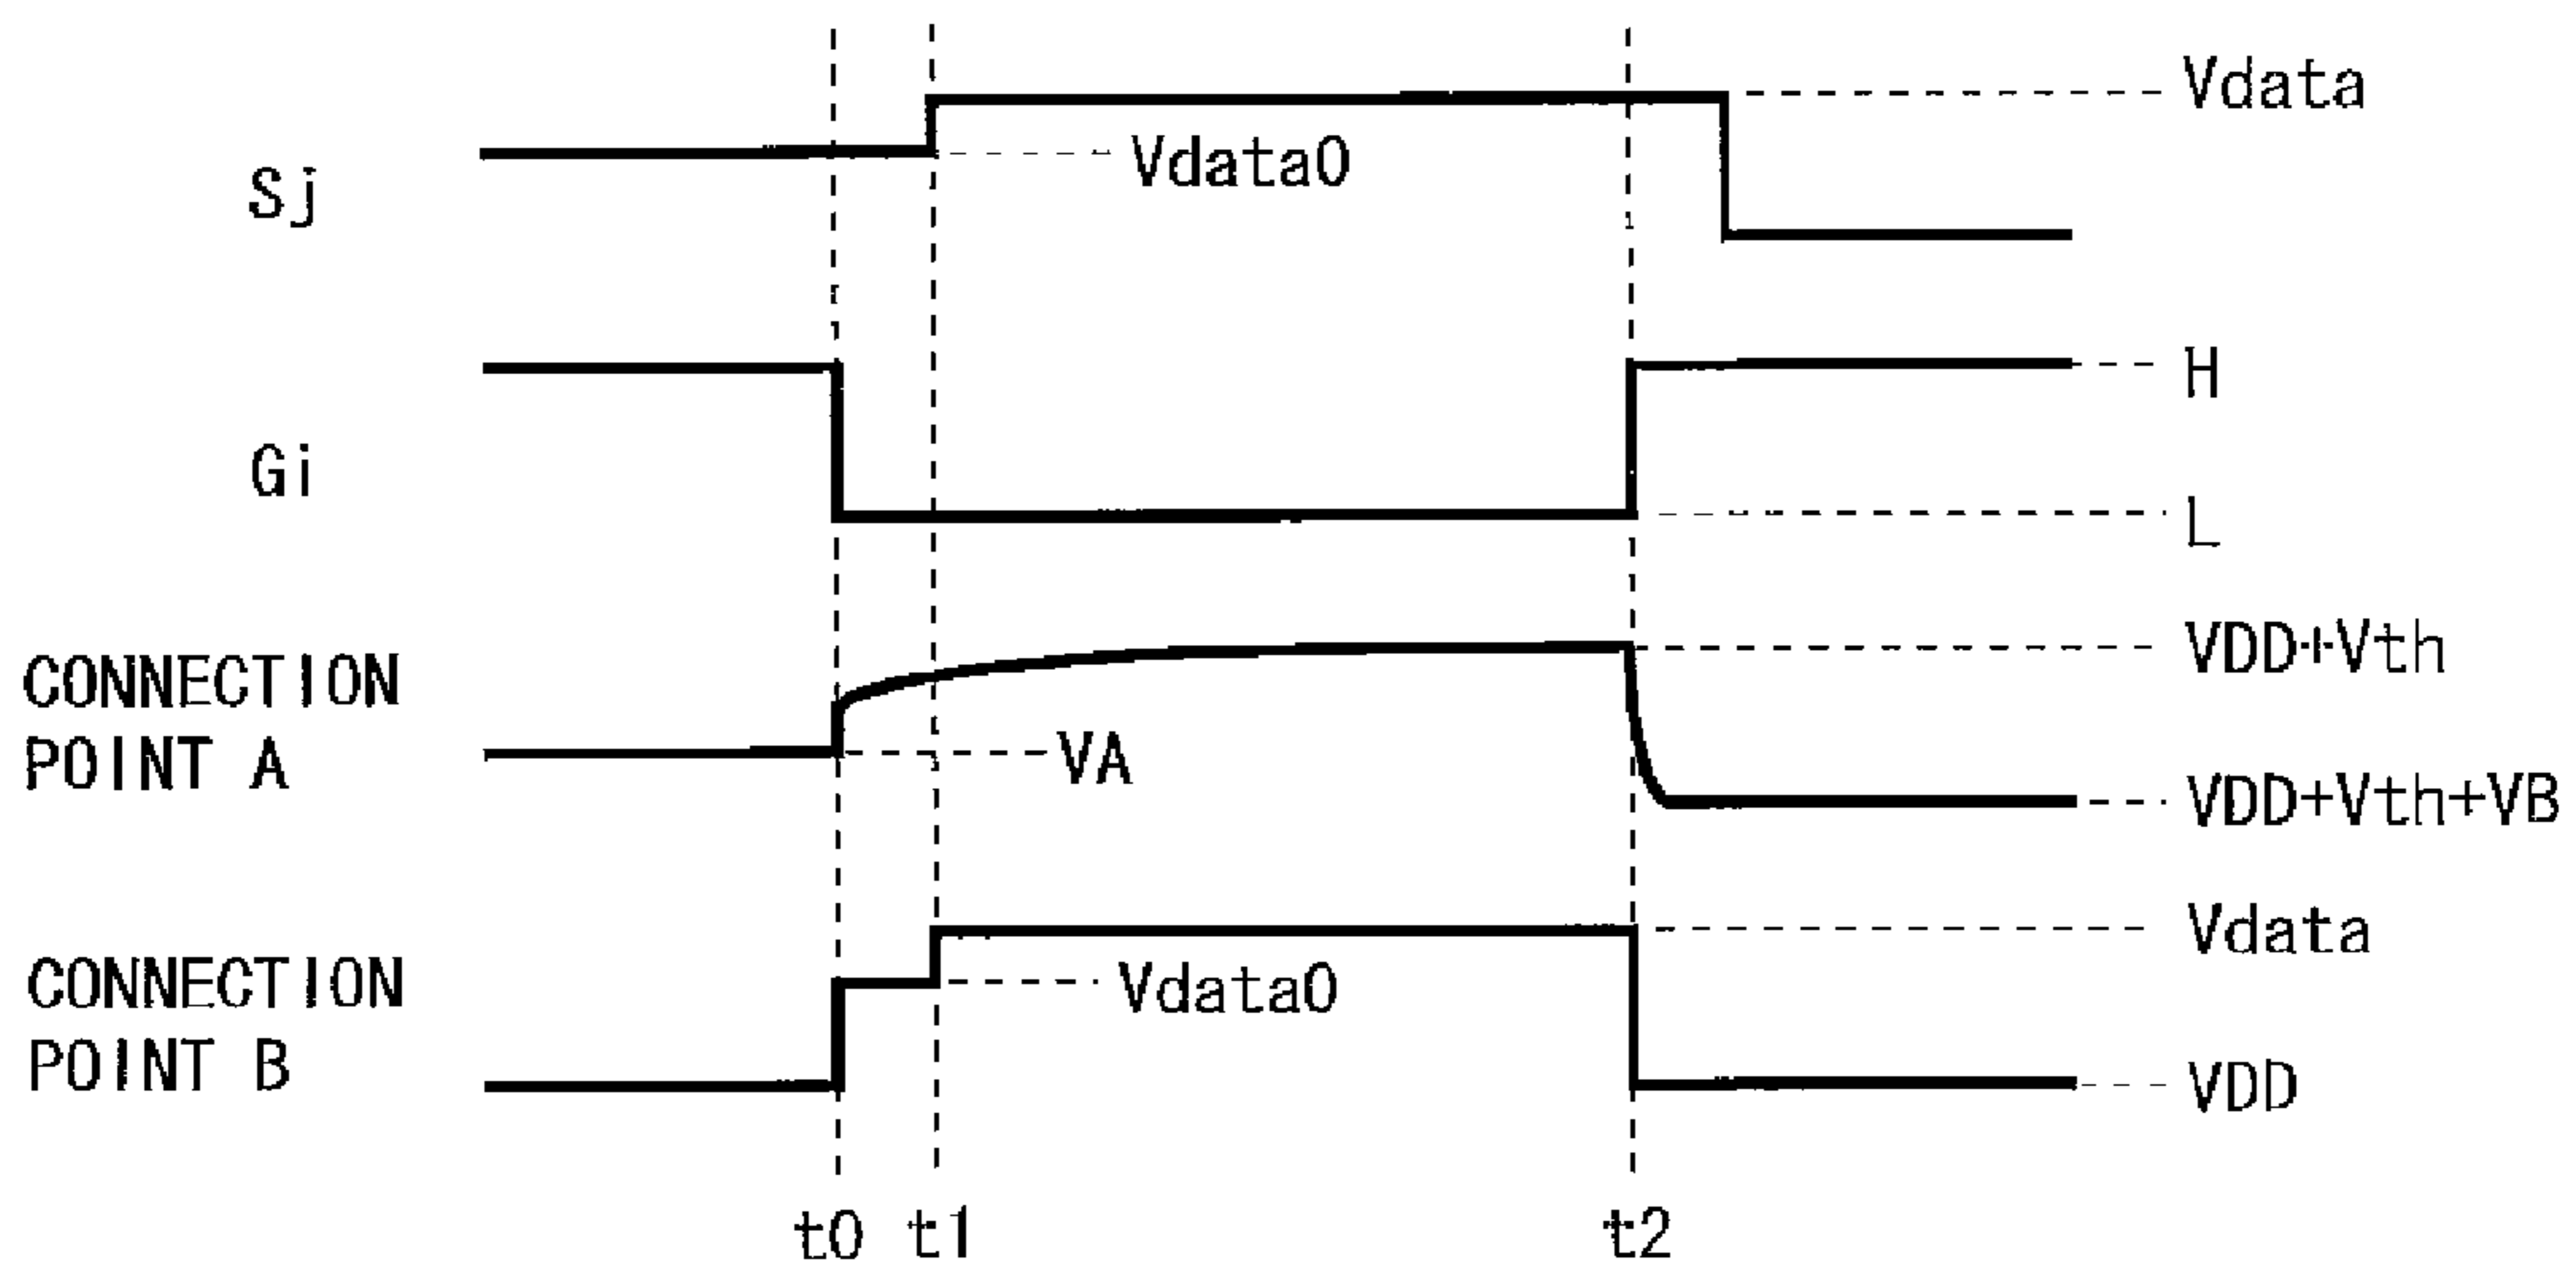 Vdata
Vdata0
Sj
H
Gi
L
VDD+Vth
CONNECTION
POINT A
VA
VDD+Vth+VB
Vdata
CONNECTION
POINT B
Vdata0
VDD
t0 t1 t2